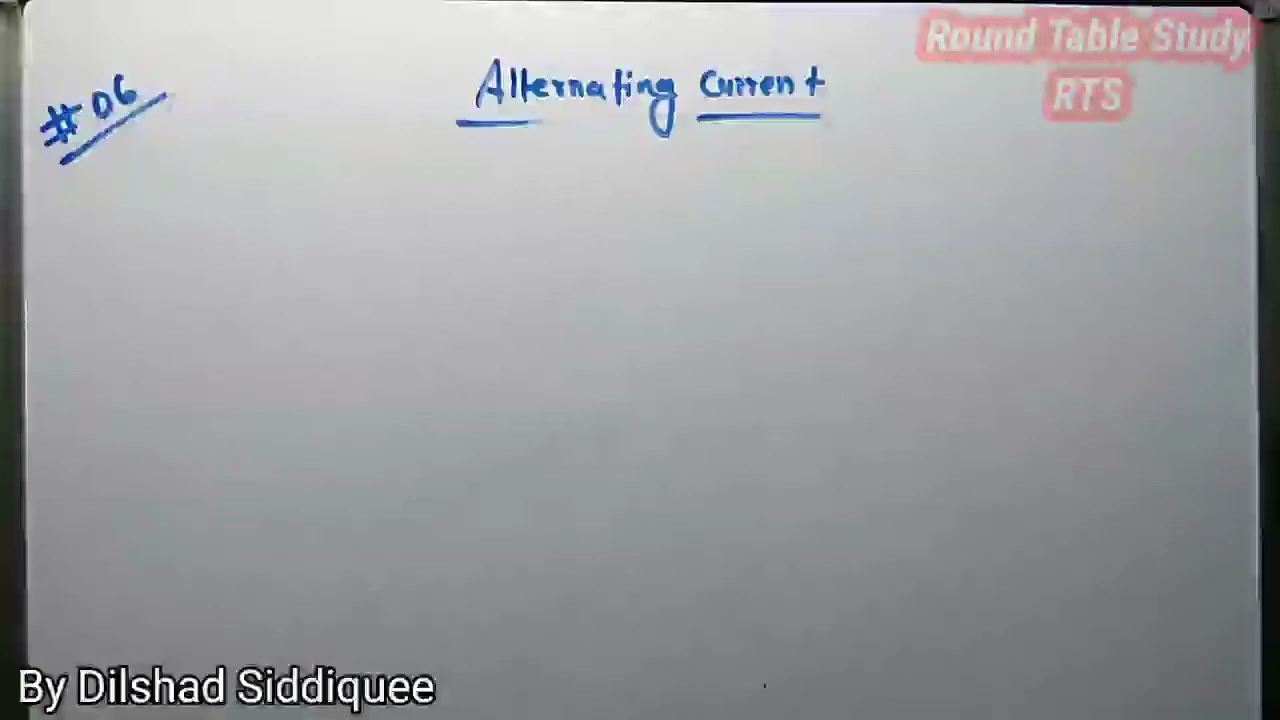 Round Table Study
RTS
# 06
Alternating Current
By Dilshad Siddiquee